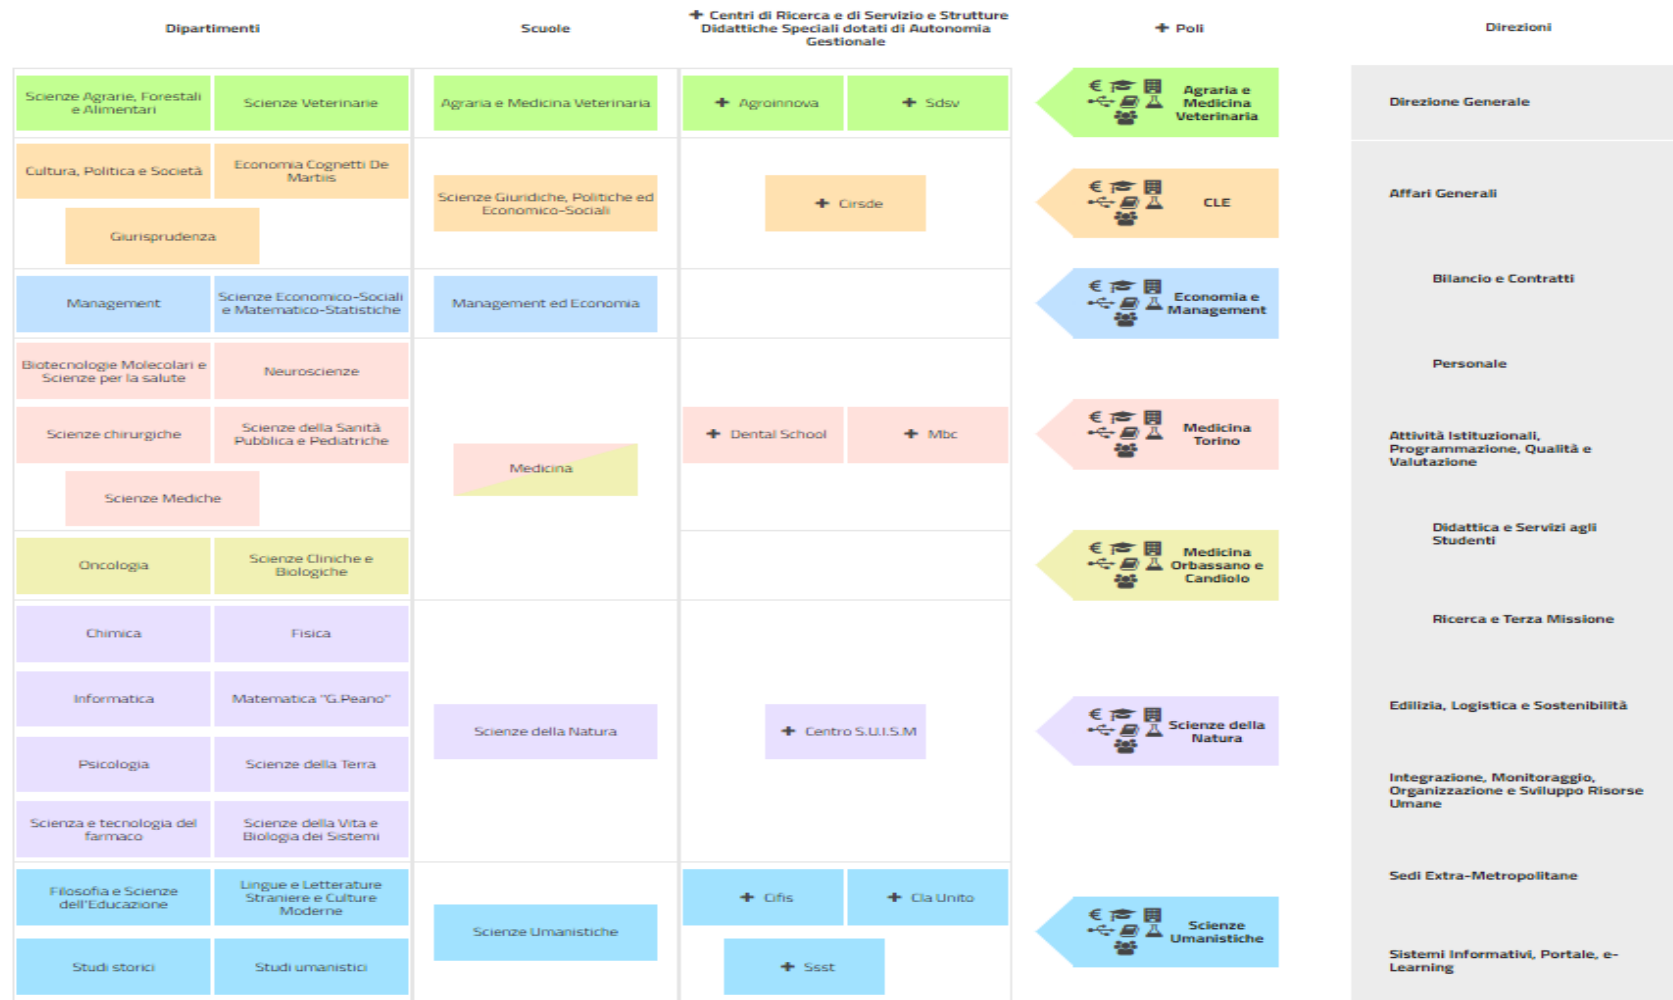 Dipartimenti
Scuole
+ Centri di Ricerca e di Servizio e Strutture
Didattiche Speciali dotati di Autonomia
Gestionale
+ Poli
Direzioni
Scienze Agrarie, Forestali
e Alimentari
Scienze Veterinarie
Agraria e Medicina Veterinaria
+ Agroinnova
+ Sdsv
Agraria e
Medicina
Veterinaria
Direzione Generale
Cultura, Politica e Società
Economia Cognetti De
Martiis
Giurisprudenza
Scienze Giuridiche, Politiche ed
Economico-Sociali
+ Cirsde
CLE
Affari Generali
Bilancio e Contratti
Management
Scienze Economico-Sociali
e Matematico-Statistiche
Management ed Economia
Economia e
Management
Biotecnologie Molecolari e
Scienze per la salute
Neuroscienze
Personale
Scienze chirurgiche
Scienze della Sanità
Pubblica e Pediatriche
Scienze Mediche
Medicina
+ Dental School
+ Mbc
Medicina
Torino
Attività Istituzionali,
Programmazione, Qualità e
Valutazione
Didattica e Servizi agli
Studenti
Oncologia
Scienze Cliniche e
Biologiche
Medicina
Orbassano e
Candiolo
Chimica
Fisica
Ricerca e Terza Missione
Informatica
Matematica "G.Peano"
Scienze della Natura
+ Centro S.U.I.S.M
Scienze della
Natura
Edilizia, Logistica e Sostenibilità
Psicologia
Scienze della Terra
Integrazione, Monitoraggio,
Organizzazione e Sviluppo Risorse
Umane
Scienza e tecnologia del
farmaco
Scienze della Vita e
Biologia dei Sistemi
Filosofia e Scienze
dell'Educazione
Lingue e Letterature
Straniere e Culture
Moderne
Scienze Umanistiche
+ Cifis
+ Cla Unito
Scienze
Umanistiche
Sedi Extra-Metropolitane
Studi storici
Studi umanistici
+ Ssst
Sistemi Informativi, Portale, e-
Learning